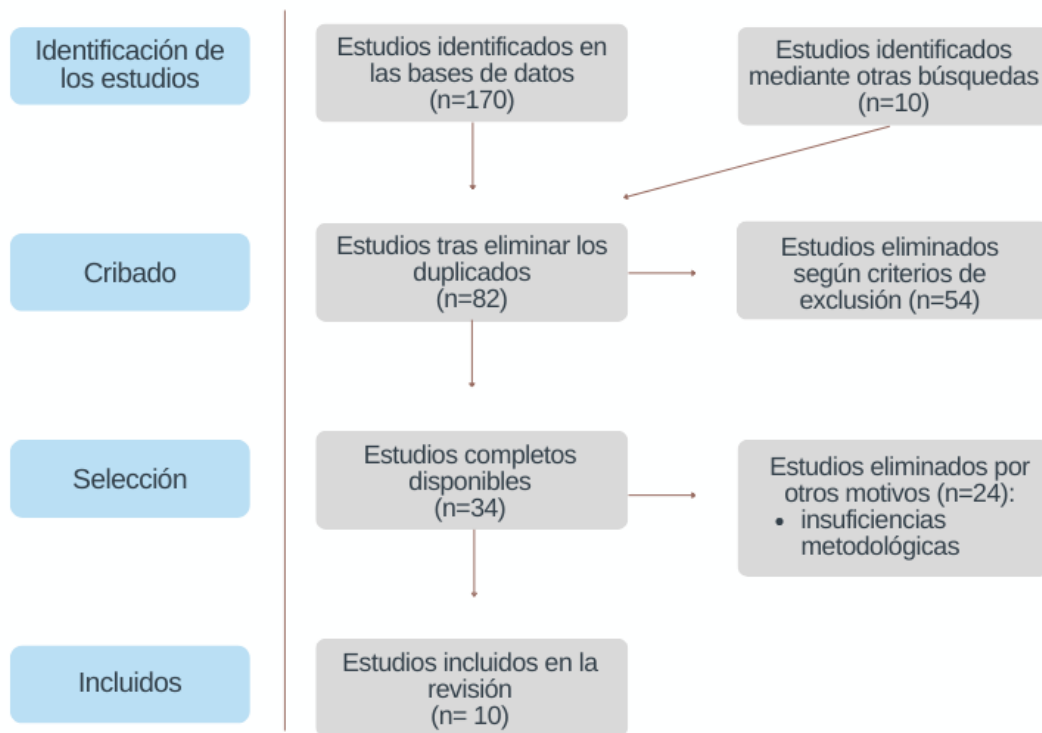 Identificación de
los estudios
Estudios identificados en
las bases de datos
(n=170)
Estudios identificados
mediante otras búsquedas
(n=10)
Cribado
Estudios tras eliminar los
duplicados
(n=82)
Estudios eliminados
según criterios de
exclusión (n=54)
Selección
Estudios completos
disponibles
(n=34)
Estudios eliminados por
otros motivos (n=24):
• insuficiencias
metodológicas
Incluidos
Estudios incluidos en la
revisión
(n= 10)